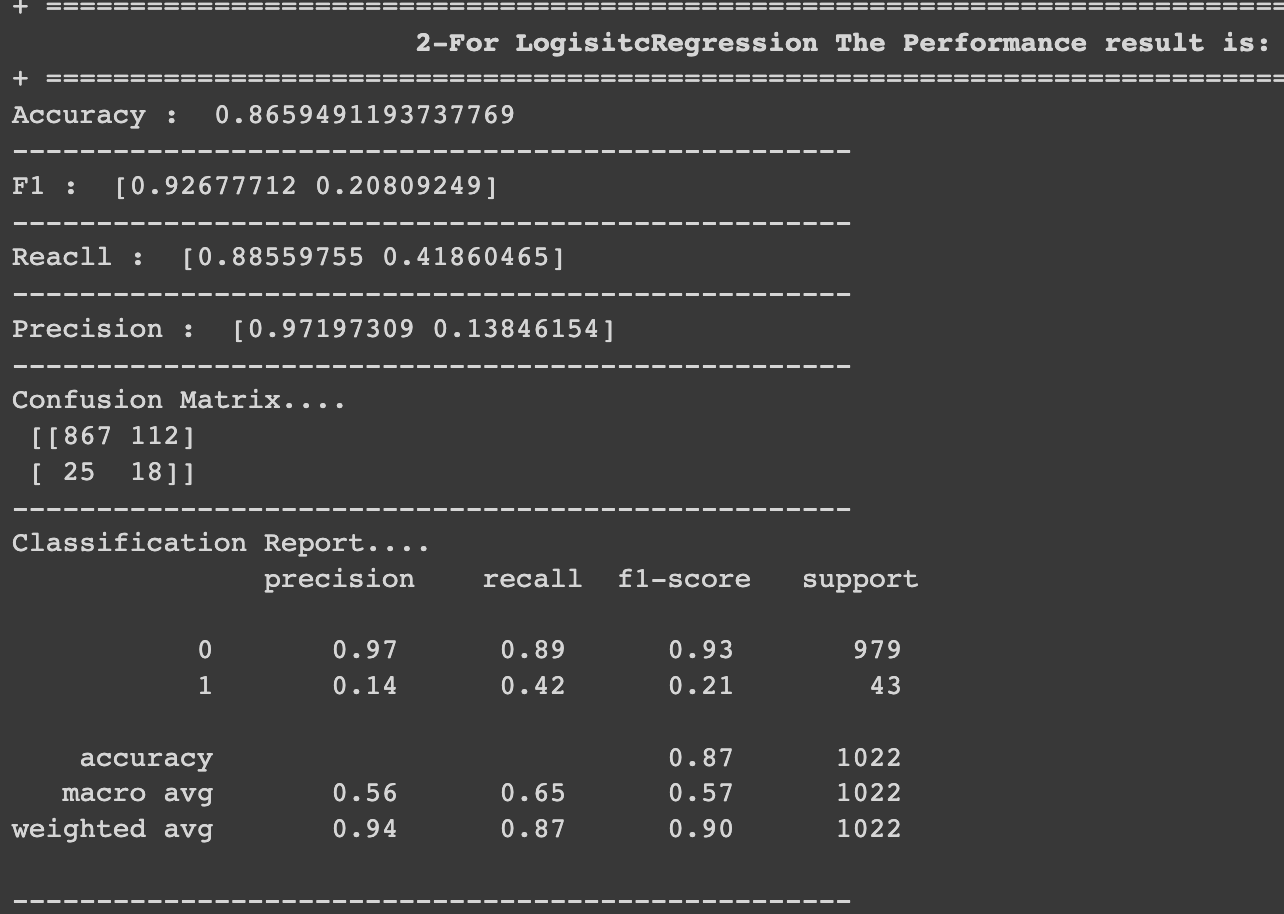 + ==========================================================================
2-For LogisitcRegression The Performance result is:
+ ==========================================================================
Accuracy :  0.8659491193737769
--------------------------------------------------
F1 :  [0.92677712 0.20809249]
--------------------------------------------------
Reacll :  [0.88559755 0.41860465]
--------------------------------------------------
Precision :  [0.97197309 0.13846154]
--------------------------------------------------
Confusion Matrix....
 [[867 112]
 [ 25  18]]
--------------------------------------------------
Classification Report....
               precision    recall  f1-score   support
           0       0.97      0.89      0.93       979
           1       0.14      0.42      0.21        43
    accuracy                           0.87      1022
   macro avg       0.56      0.65      0.57      1022
weighted avg       0.94      0.87      0.90      1022
--------------------------------------------------